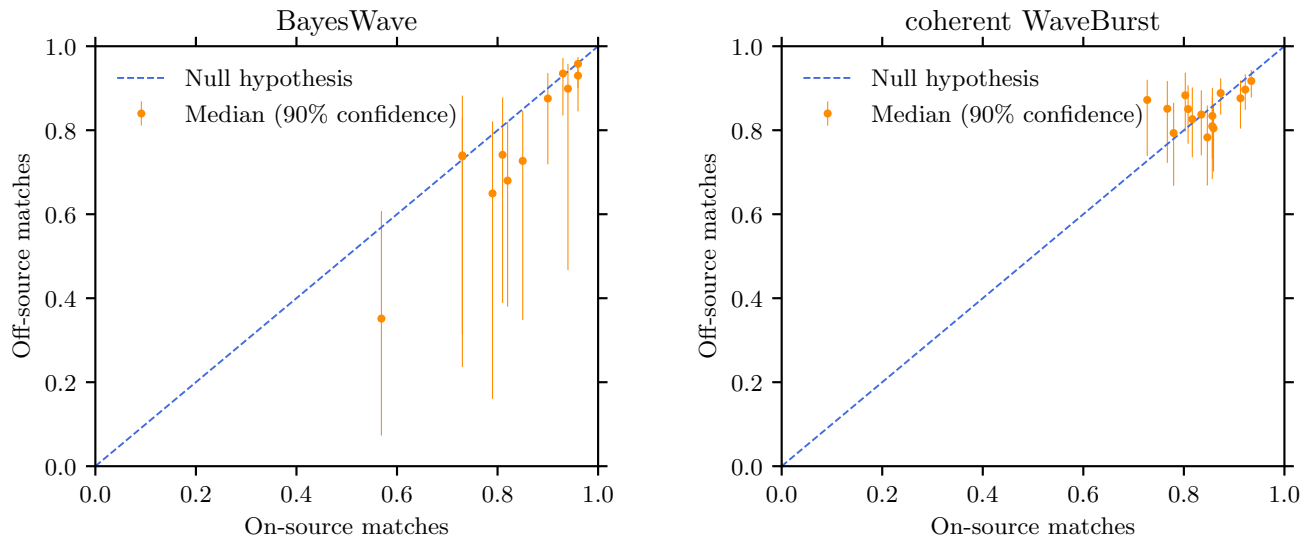 BayesWave
1.0
0.8
0.6
0.4
0.2
0.0
Off-source matches
Null hypothesis
Median (90% confidence)
0.0 0.2 0.4 0.6 0.8 1.0
On-source matches
coherent WaveBurst
1.0
0.8
0.6
0.4
0.2
0.0
Off-source matches
Null hypothesis
Median (90% confidence)
0.0 0.2 0.4 0.6 0.8 1.0
On-source matches